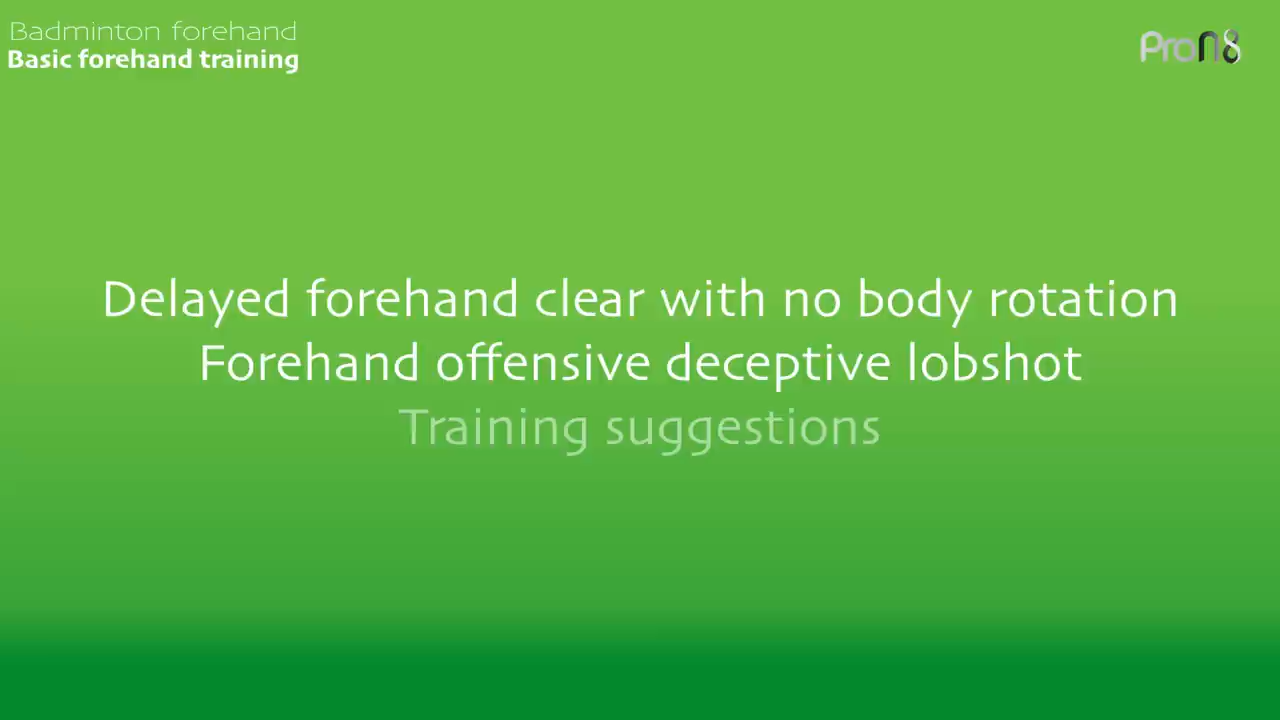 Badminton forehand
Basic forehand training
ProN8
Delayed forehand clear with no body rotation
Forehand offensive deceptive lobshot
Training suggestions